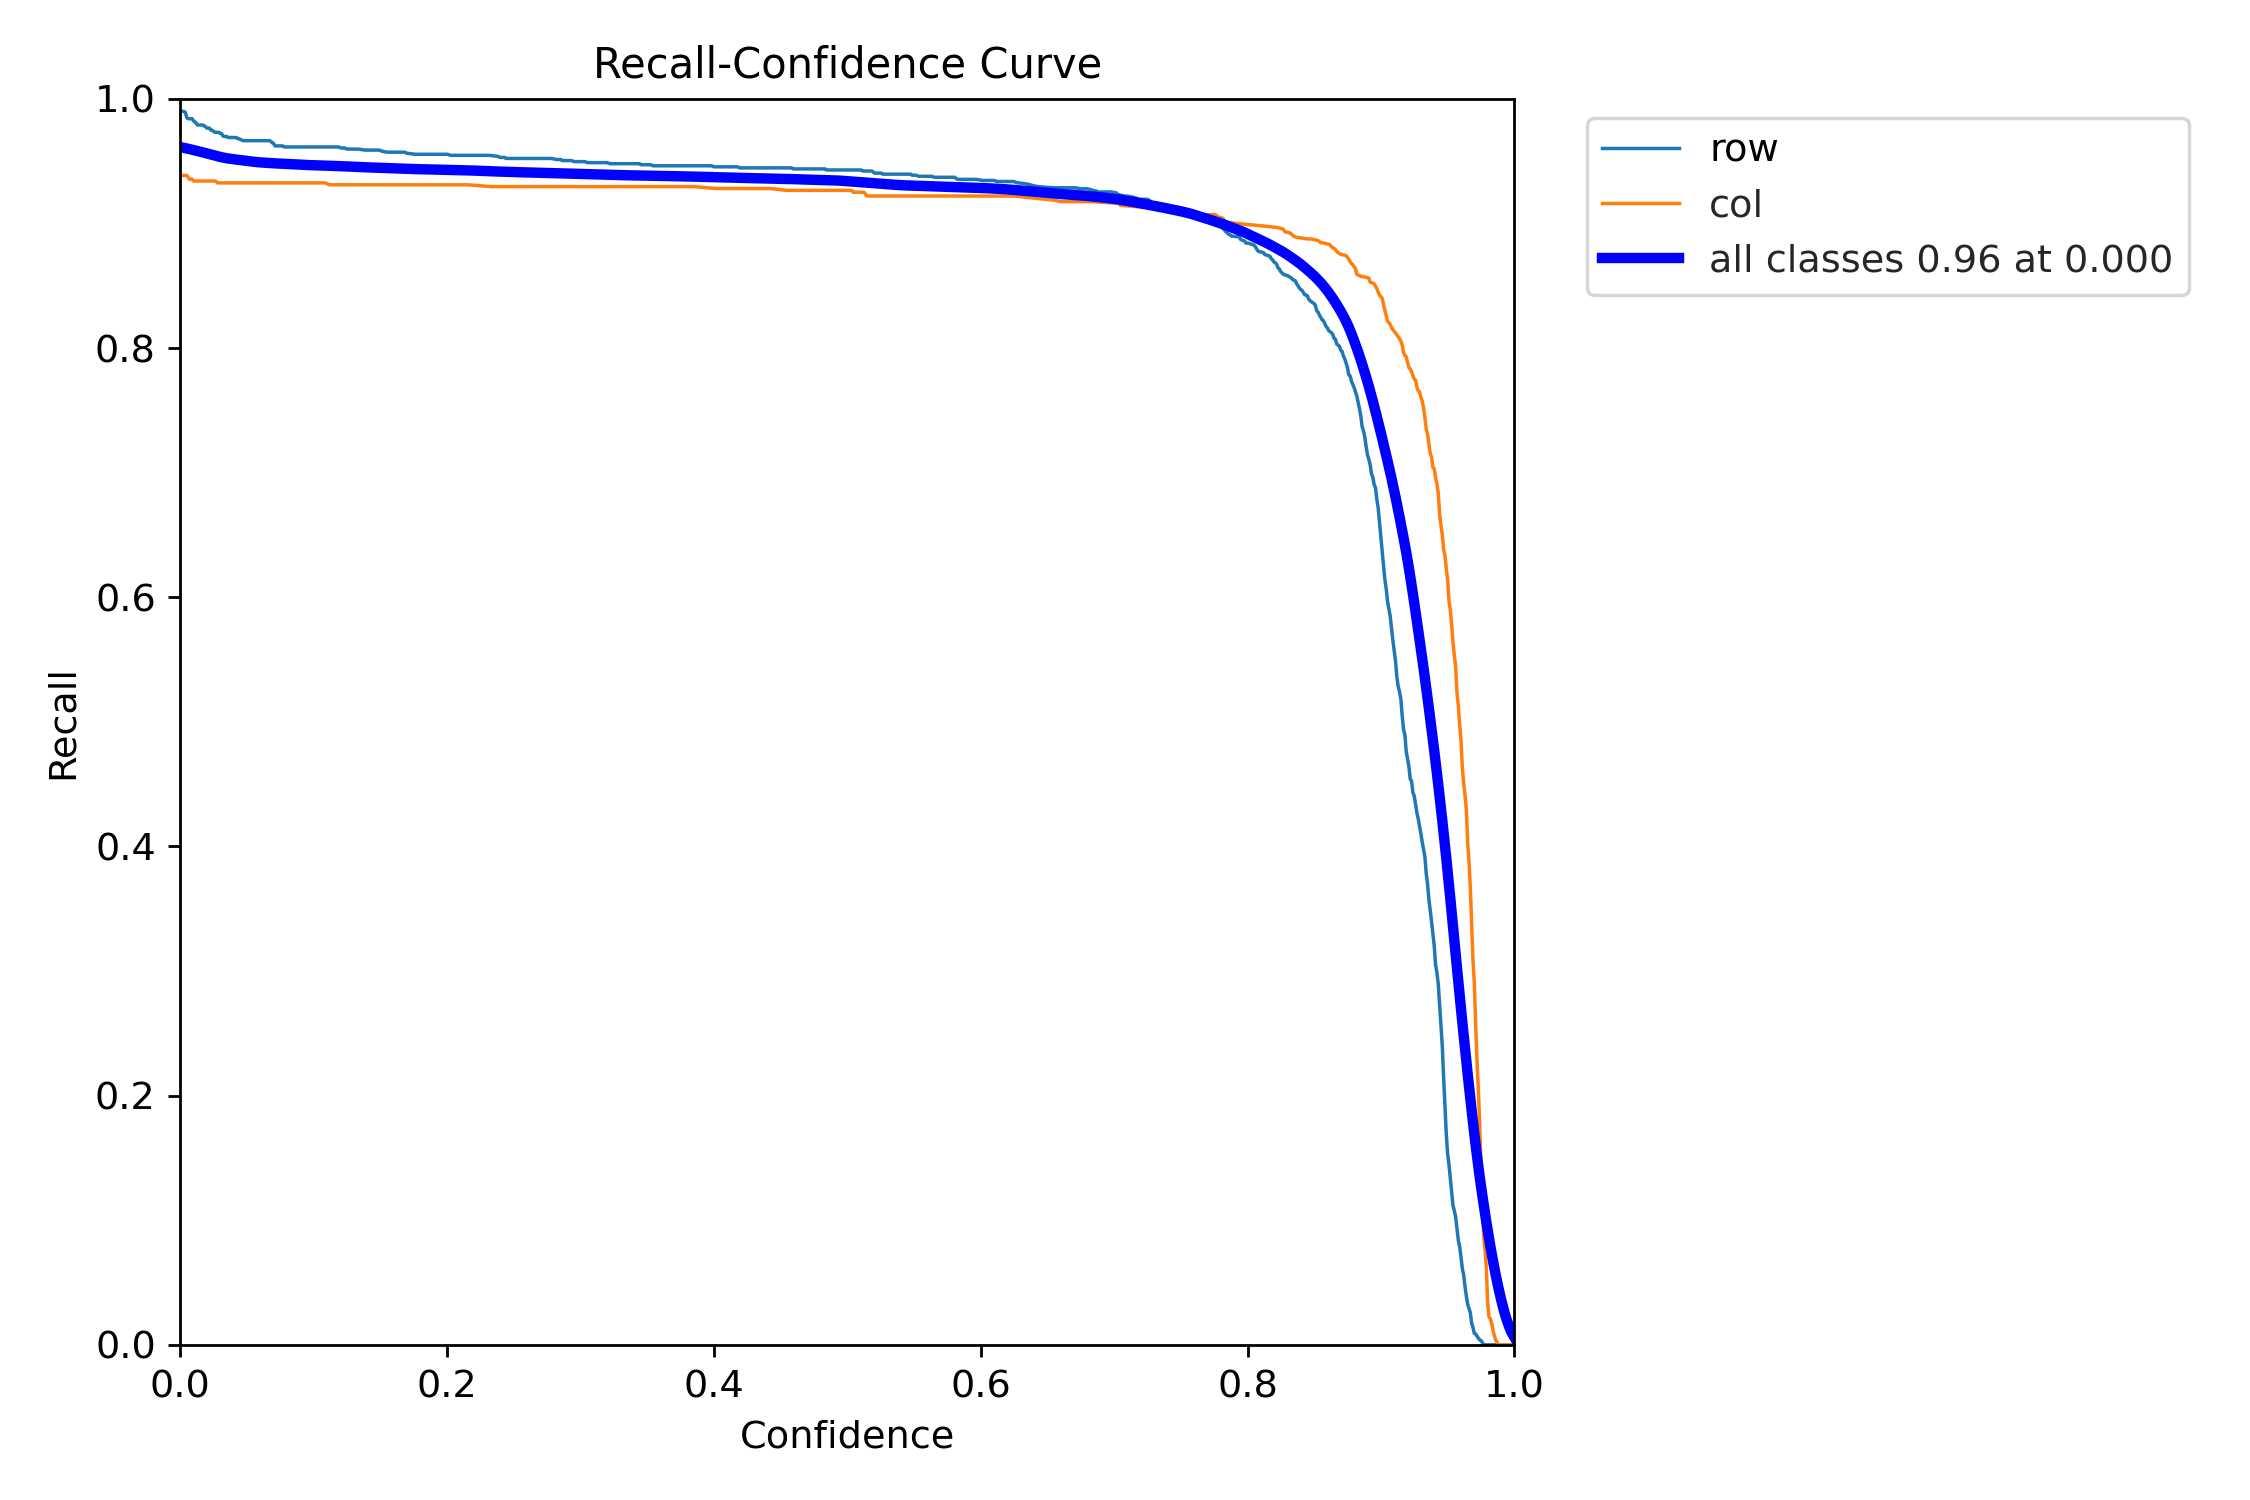 Recall-Confidence Curve
1.0
0.8
0.6
0.4
0.2
0.0
Recall
0.0 0.2 0.4 0.6 0.8 1.0
Confidence
row
col
all classes 0.96 at 0.000